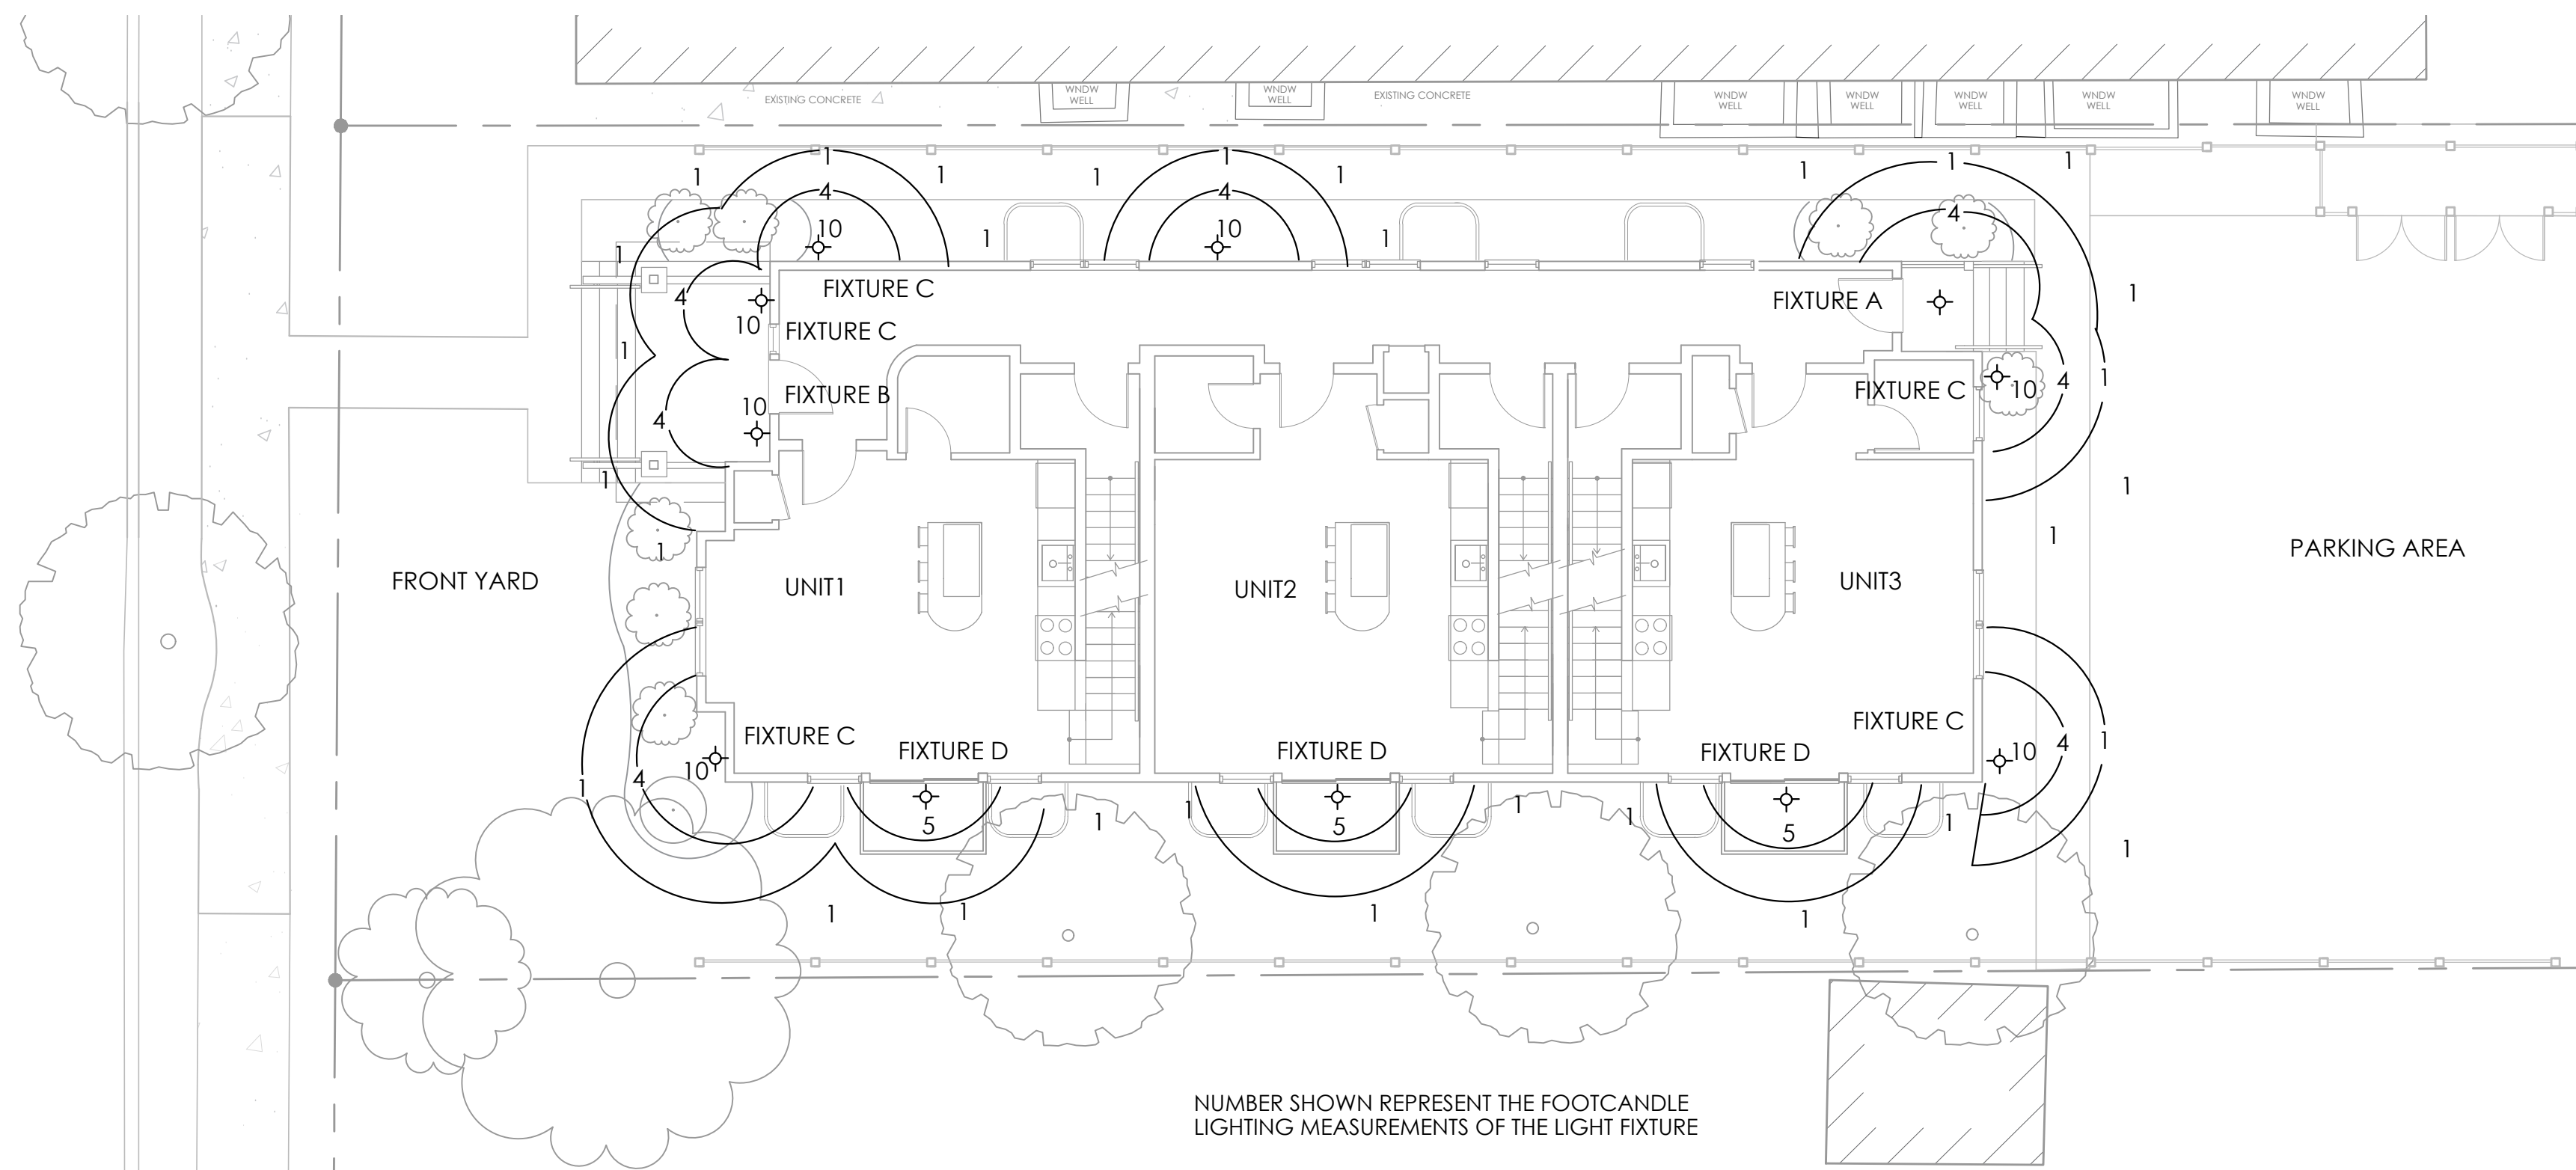 WNDW
WELL
WNDW
WELL
WNDW
WELL
WNDW
WELL
WNDW
WELL
WNDW
WELL
WNDW
WELL
EXISTING CONCRETE
EXISTING CONCRETE
1
1
1
1
1
1
1
1
1
1
4
4
4
10
10
1
1
1
1
FIXTURE C
4
10
FIXTURE C
FIXTURE A
1
1
FIXTURE B
10
4
FIXTURE C
10
4
1
1
1
1
1
FRONT YARD
UNIT1
UNIT2
UNIT3
PARKING AREA
FIXTURE C
FIXTURE D
FIXTURE D
FIXTURE D
FIXTURE C
10
4
1
10
4
1
5
5
5
1
1
1
1
1
1
1
1
1
1
NUMBER SHOWN REPRESENT THE FOOTCANDLE
LIGHTING MEASUREMENTS OF THE LIGHT FIXTURE